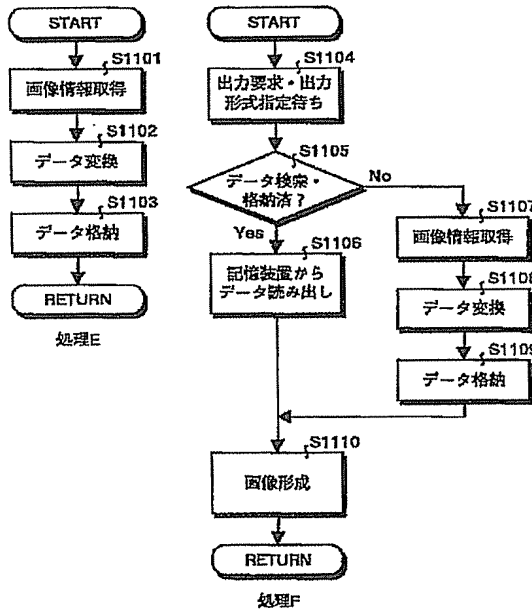 START
S1101
画像情報取得
S1102
データ変換
S1103
データ格納
RETURN
処理E
START
S1104
出力要求・出力
形式指定待ち
S1105
データ検索・
格納済?
No
Yes
S1106
記憶装置から
データ読み出し
S1107
画像情報取得
S1108
データ変換
S1109
データ格納
S1110
画像形成
RETURN
処理F